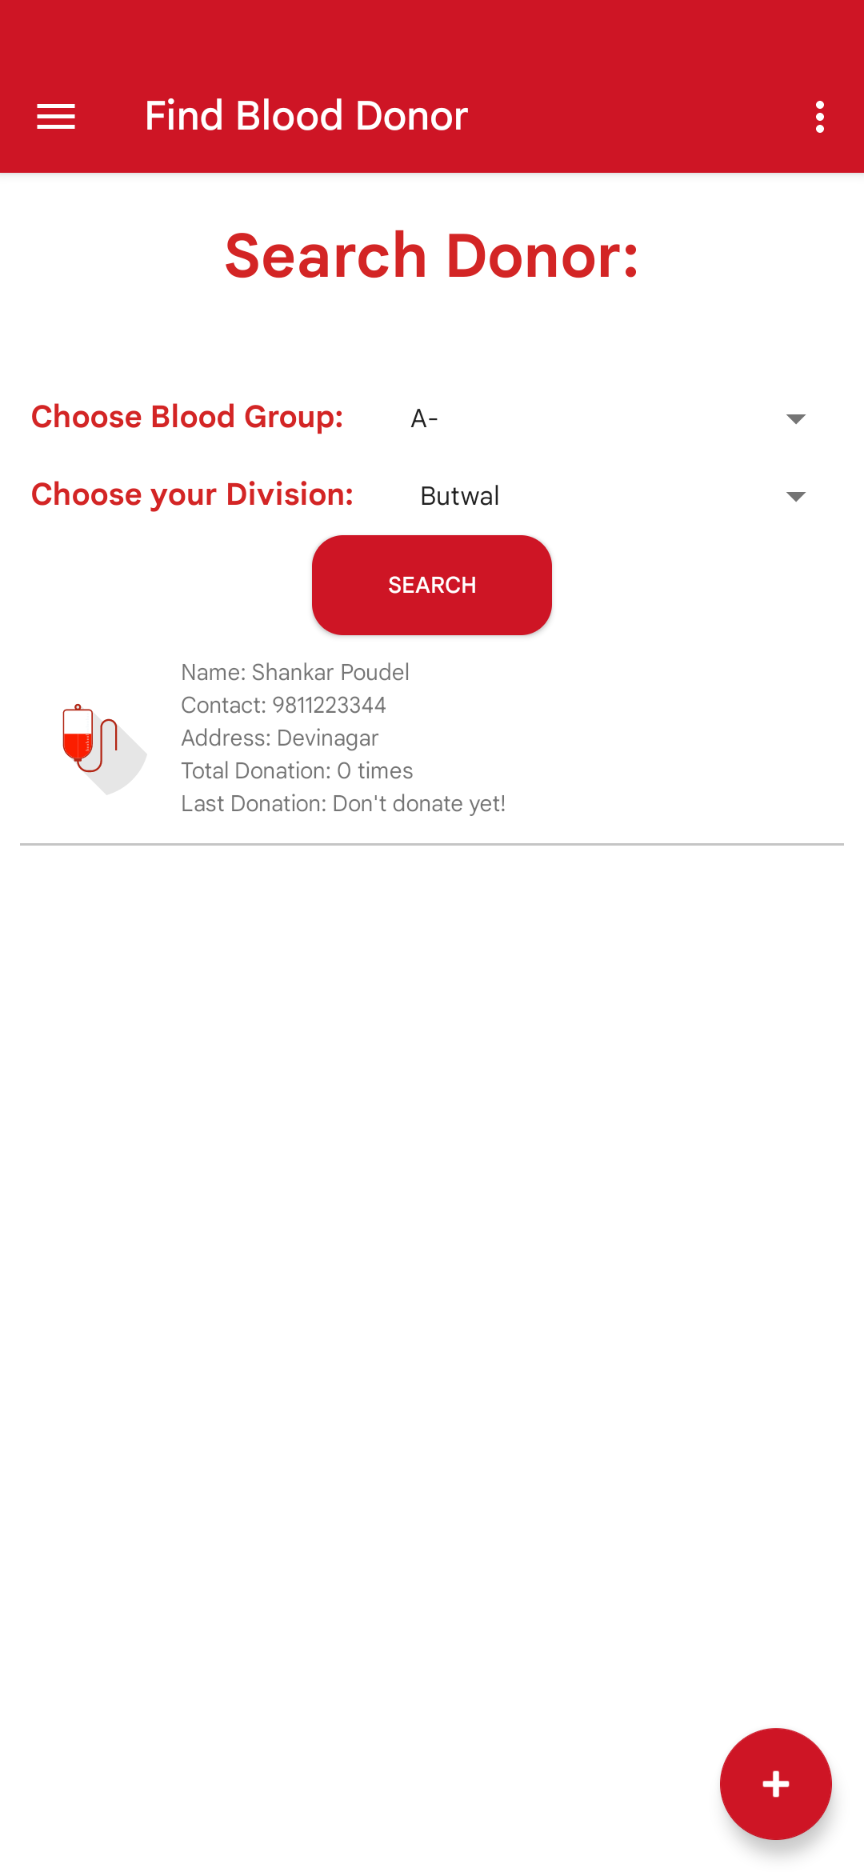 Find Blood Donor
Search Donor:
Choose Blood Group: A-
Choose your Division: Butwal
SEARCH
Name: Shankar Poudel
Contact: 9811223344
Address: Devinagar
Total Donation: 0 times
Last Donation: Don't donate yet!